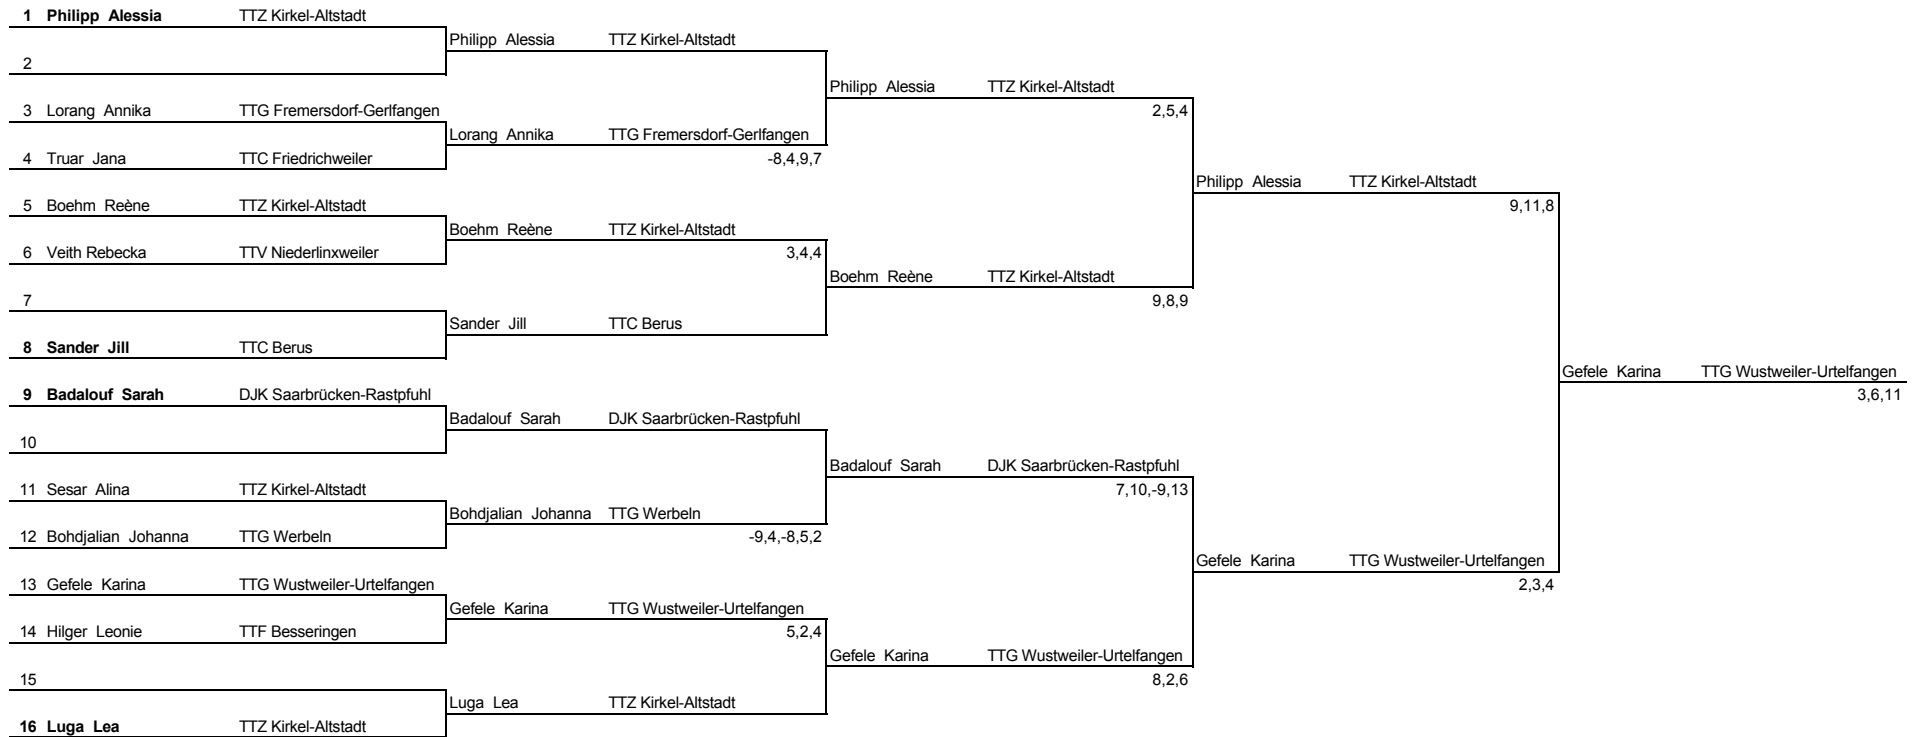 1 Philipp Alessia TTZ Kirkel-Altstadt
Philipp Alessia TTZ Kirkel-Altstadt
2
Philipp Alessia TTZ Kirkel-Altstadt
3 Lorang Annika TTG Fremersdorf-Gerlfangen
2,5,4
Lorang Annika TTG Fremersdorf-Gerlfangen
4 Truar Jana TTC Friedrichweiler
-8,4,9,7
Philipp Alessia TTZ Kirkel-Altstadt
5 Boehm Reène TTZ Kirkel-Altstadt
9,11,8
Boehm Reène TTZ Kirkel-Altstadt
6 Veith Rebecka TTV Niederlinxweiler
3,4,4
Boehm Reène TTZ Kirkel-Altstadt
7
9,8,9
Sander Jill TTC Berus
8 Sander Jill TTC Berus
Gefele Karina TTG Wustweiler-Urtelfangen
9 Badalouf Sarah DJK Saarbrücken-Rastpfuhl
3,6,11
Badalouf Sarah DJK Saarbrücken-Rastpfuhl
10
Badalouf Sarah DJK Saarbrücken-Rastpfuhl
11 Sesar Alina TTZ Kirkel-Altstadt
7,10,-9,13
Bohdjalian Johanna TTG Werbeln
12 Bohdjalian Johanna TTG Werbeln
-9,4,-8,5,2
Gefele Karina TTG Wustweiler-Urtelfangen
13 Gefele Karina TTG Wustweiler-Urtelfangen
2,3,4
Gefele Karina TTG Wustweiler-Urtelfangen
14 Hilger Leonie TTF Besseringen
5,2,4
Gefele Karina TTG Wustweiler-Urtelfangen
15
8,2,6
Luga Lea TTZ Kirkel-Altstadt
16 Luga Lea TTZ Kirkel-Altstadt